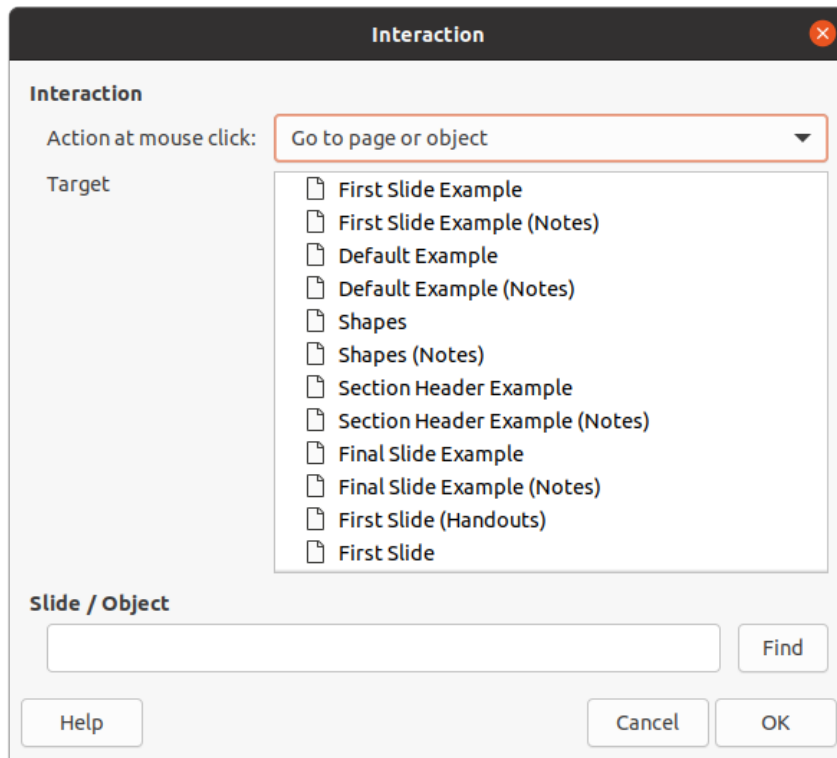 Interaction
Interaction
Action at mouse click: Go to page or object
Target
First Slide Example
First Slide Example (Notes)
Default Example
Default Example (Notes)
Shapes
Shapes (Notes)
Section Header Example
Section Header Example (Notes)
Final Slide Example
Final Slide Example (Notes)
First Slide (Handouts)
First Slide
Slide / Object
Find
Help Cancel OK